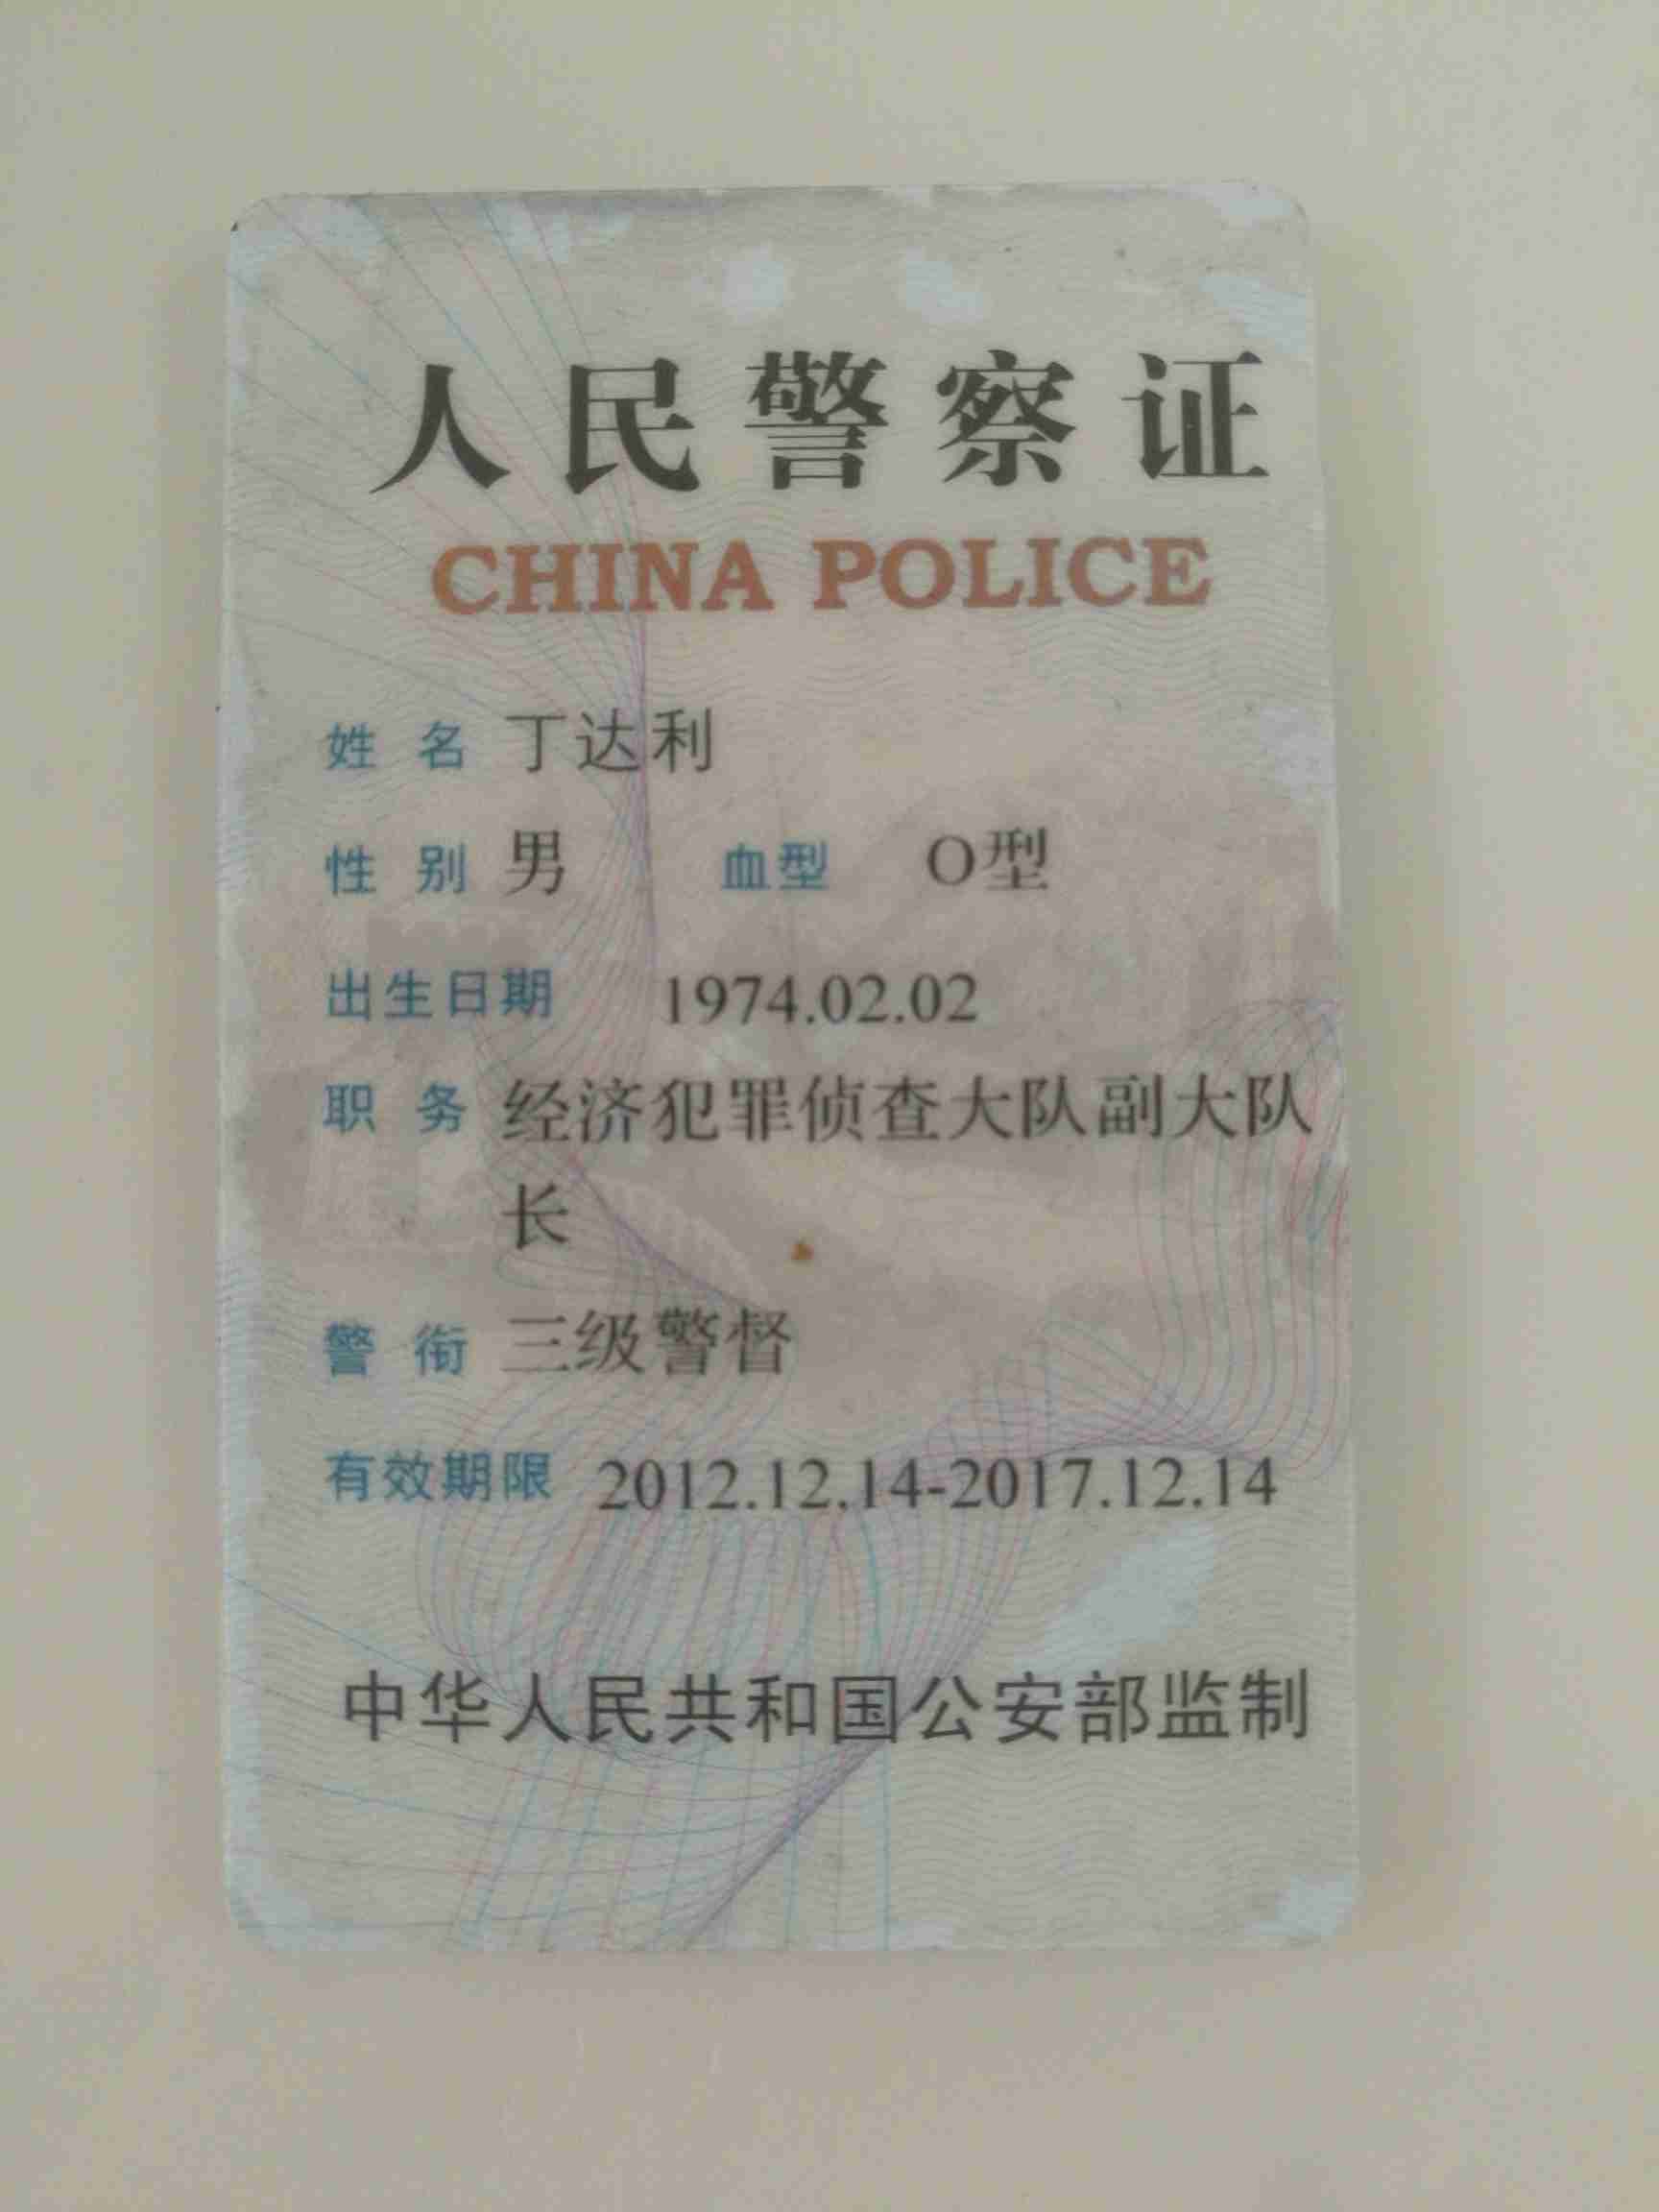 人民警察证
CHINA POLICE
姓 名 丁达利
性 别 男 血型 O型
出生日期 1974.02.02
职 务 经济犯罪侦查大队副大队
长
警 衔 三级警督
有效期限 2012.12.14-2017.12.14
中华人民共和国公安部监制